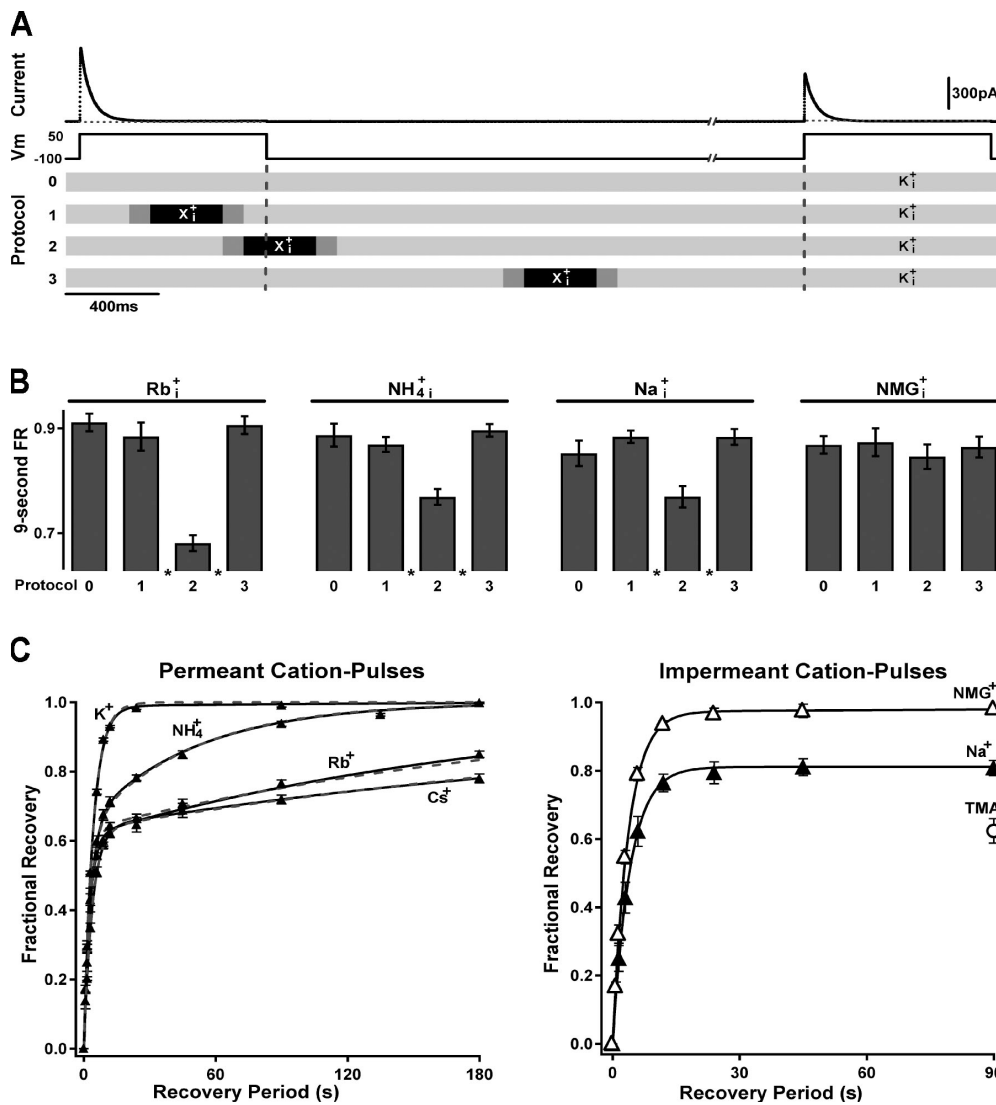 A
Current
300pA
Vm
50
-100
Protocol
0 K+i
1 X+i K+i
2 X+i K+i
3 X+i K+i
400ms
B
Rb+i NH4+i Na+i NMG+i
9-second FR
0.9
0.7
* * * * * *
Protocol 0 1 2 3 0 1 2 3 0 1 2 3 0 1 2 3
C
Permeant Cation-Pulses
Fractional Recovery
1.0
0.8
0.6
0.4
0.2
0.0
K+
NH4+
Rb+
Cs+
0 60 120 180
Recovery Period (s)
Impermeant Cation-Pulses
Fractional Recovery
1.0
0.8
0.6
0.4
0.2
0.0
NMG+
Na+
TMA
0 30 60 90
Recovery Period (s)